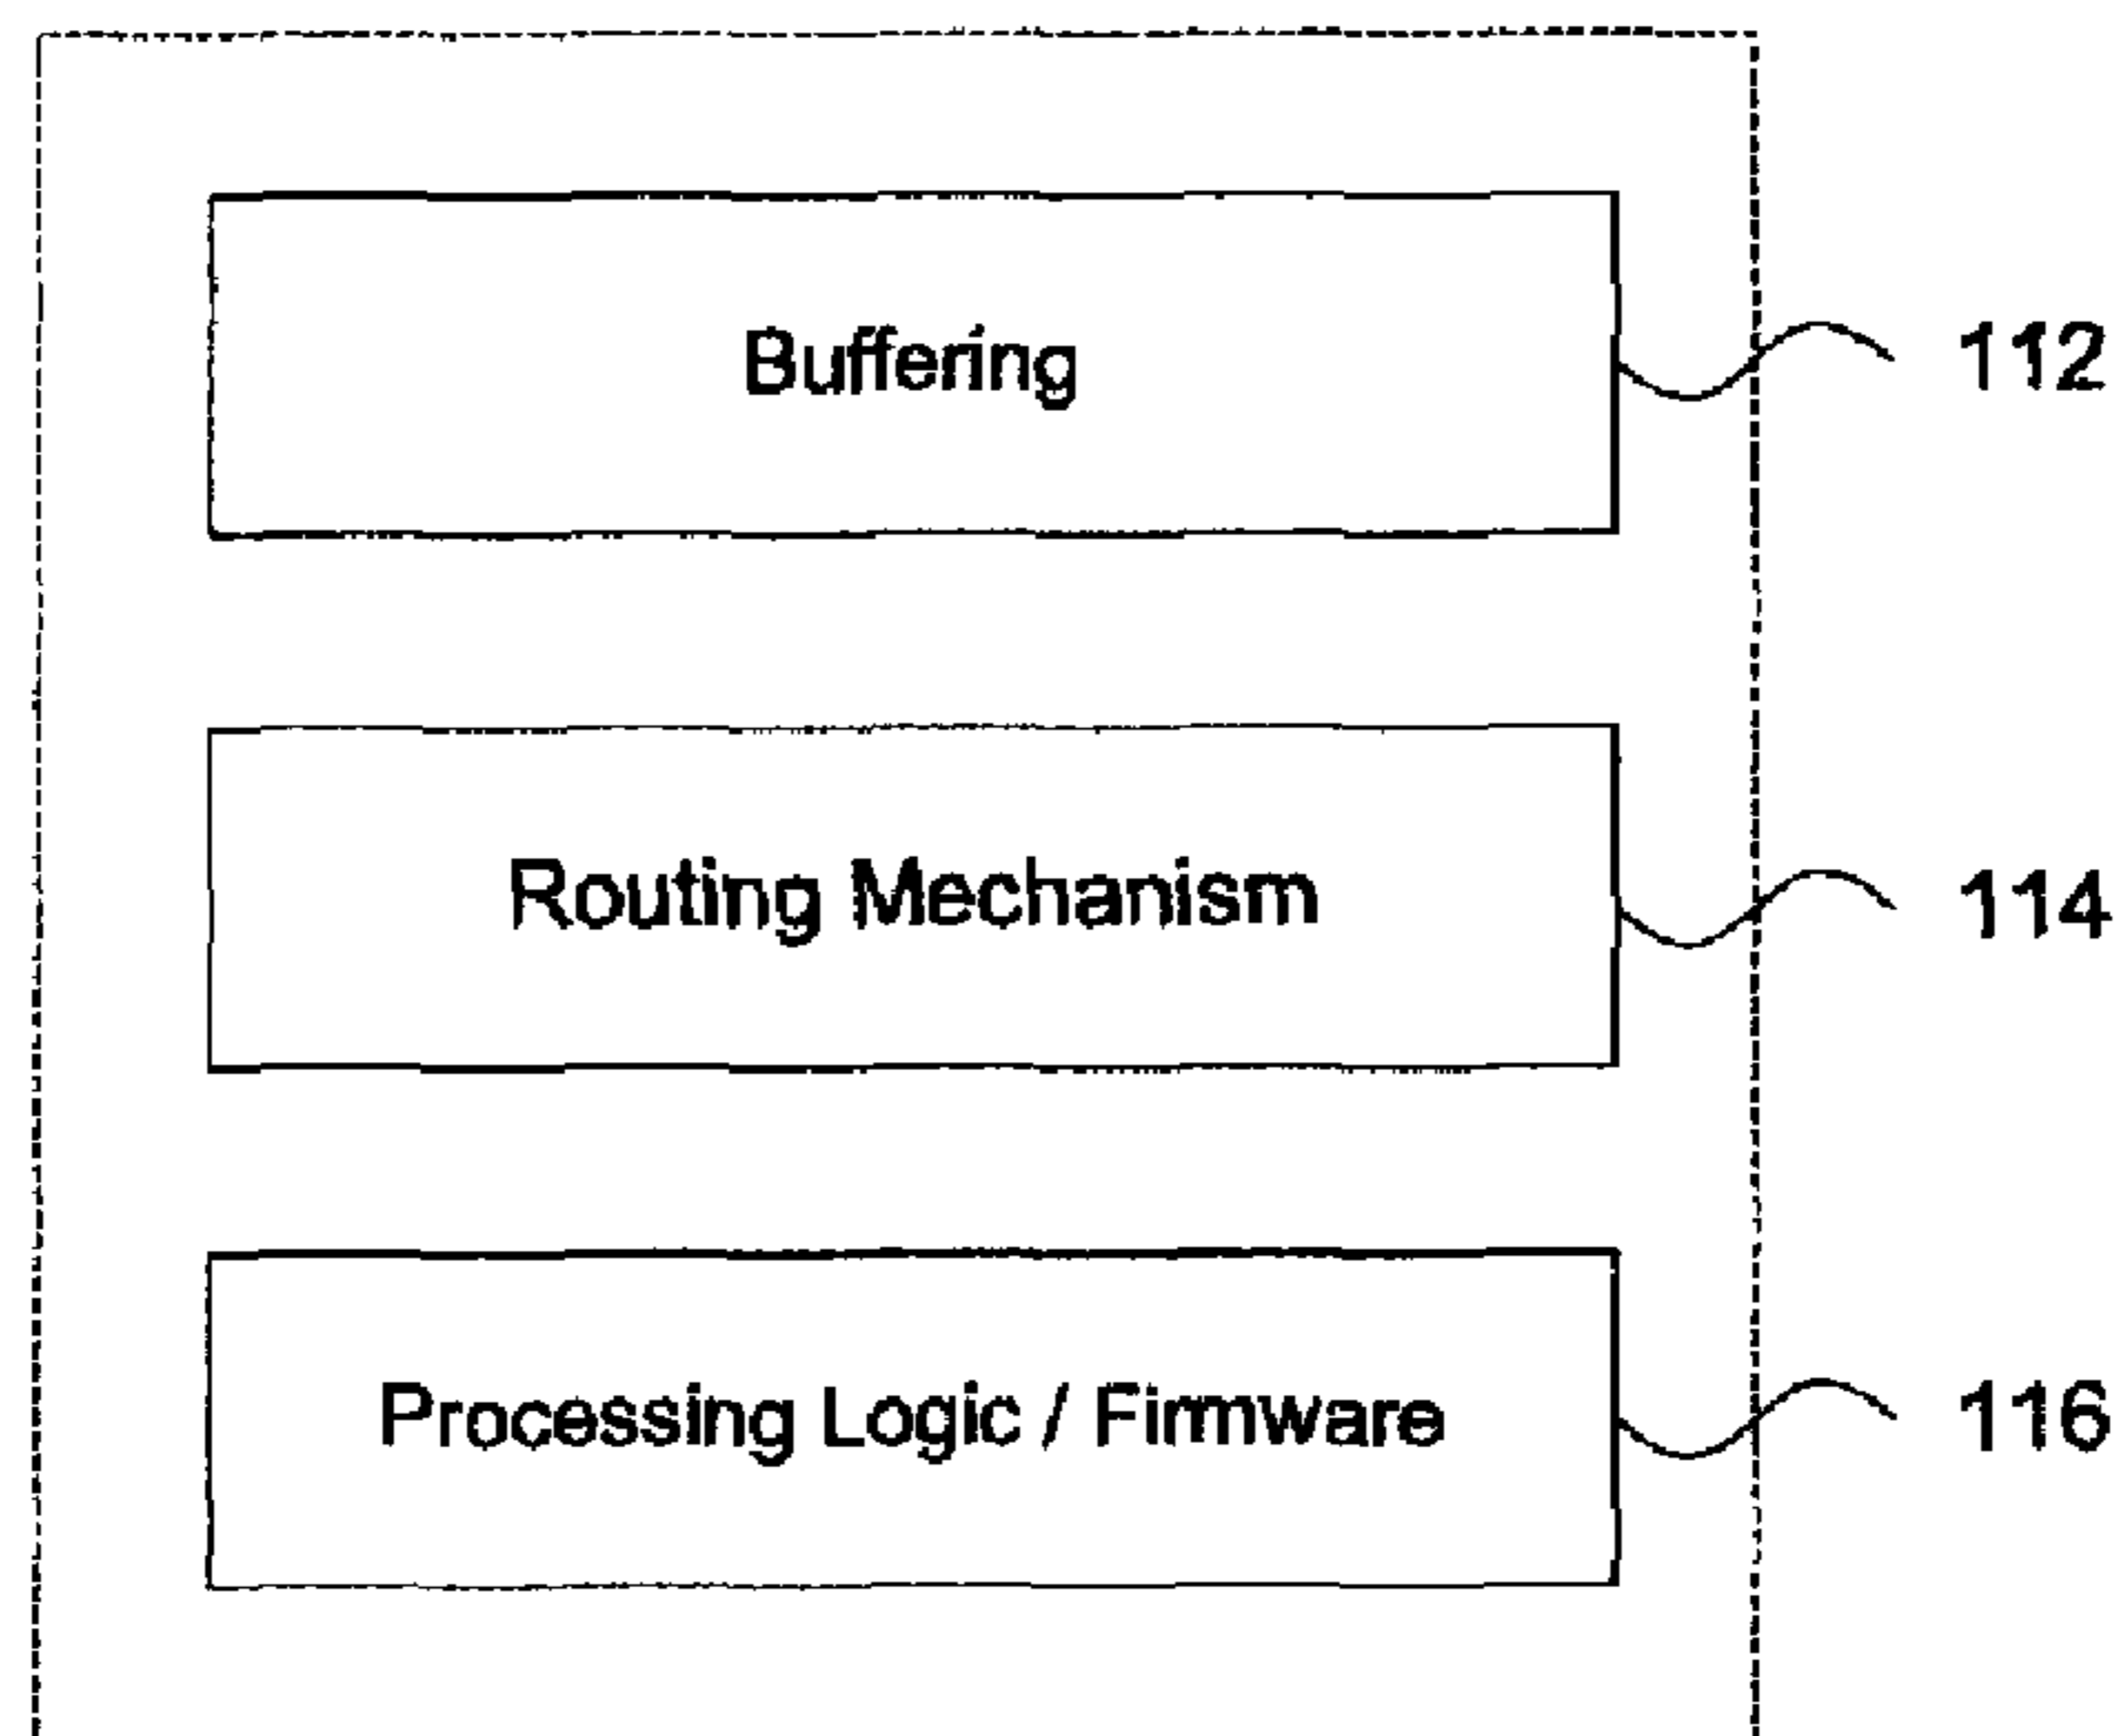 Buffering
112
Routing Mechanism
114
Processing Logic / Firmware
116